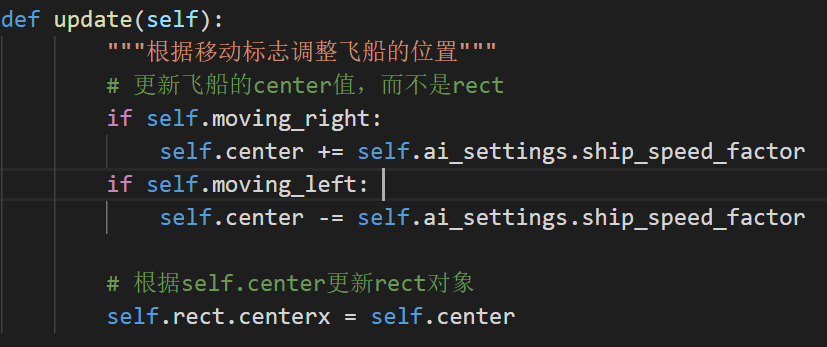 def update(self):
        """根据移动标志调整飞船的位置"""
        # 更新飞船的center值，而不是rect
        if self.moving_right:
            self.center += self.ai_settings.ship_speed_factor
        if self.moving_left:
            self.center -= self.ai_settings.ship_speed_factor

        # 根据self.center更新rect对象
        self.rect.centerx = self.center